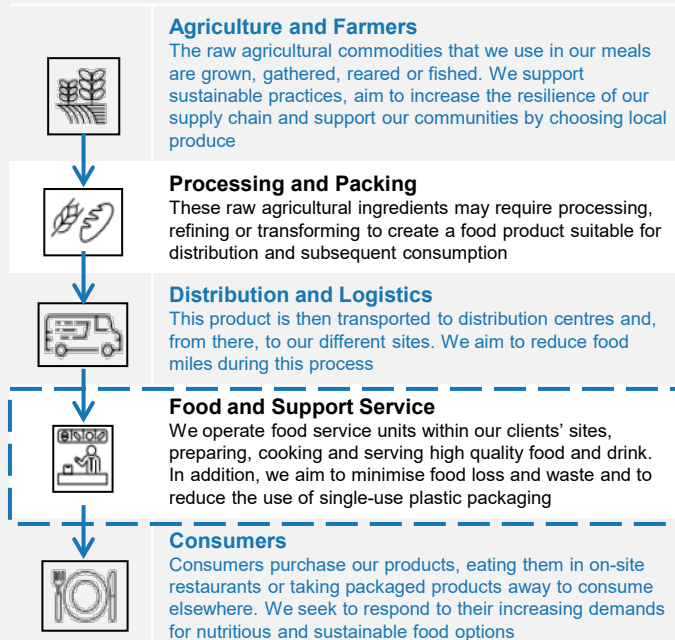 Agriculture and Farmers
The raw agricultural commodities that we use in our meals
are grown, gathered, reared or fished. We support
sustainable practices, aim to increase the resilience of our
supply chain and support our communities by choosing local
produce
Processing and Packing
These raw agricultural ingredients may require processing,
refining or transforming to create a food product suitable for
distribution and subsequent consumption
Distribution and Logistics
This product is then transported to distribution centres and,
from there, to our different sites. We aim to reduce food
miles during this process
Food and Support Service
We operate food service units within our clients’ sites,
preparing, cooking and serving high quality food and drink.
In addition, we aim to minimise food loss and waste and to
reduce the use of single-use plastic packaging
Consumers
Consumers purchase our products, eating them in on-site
restaurants or taking packaged products away to consume
elsewhere. We seek to respond to their increasing demands
for nutritious and sustainable food options